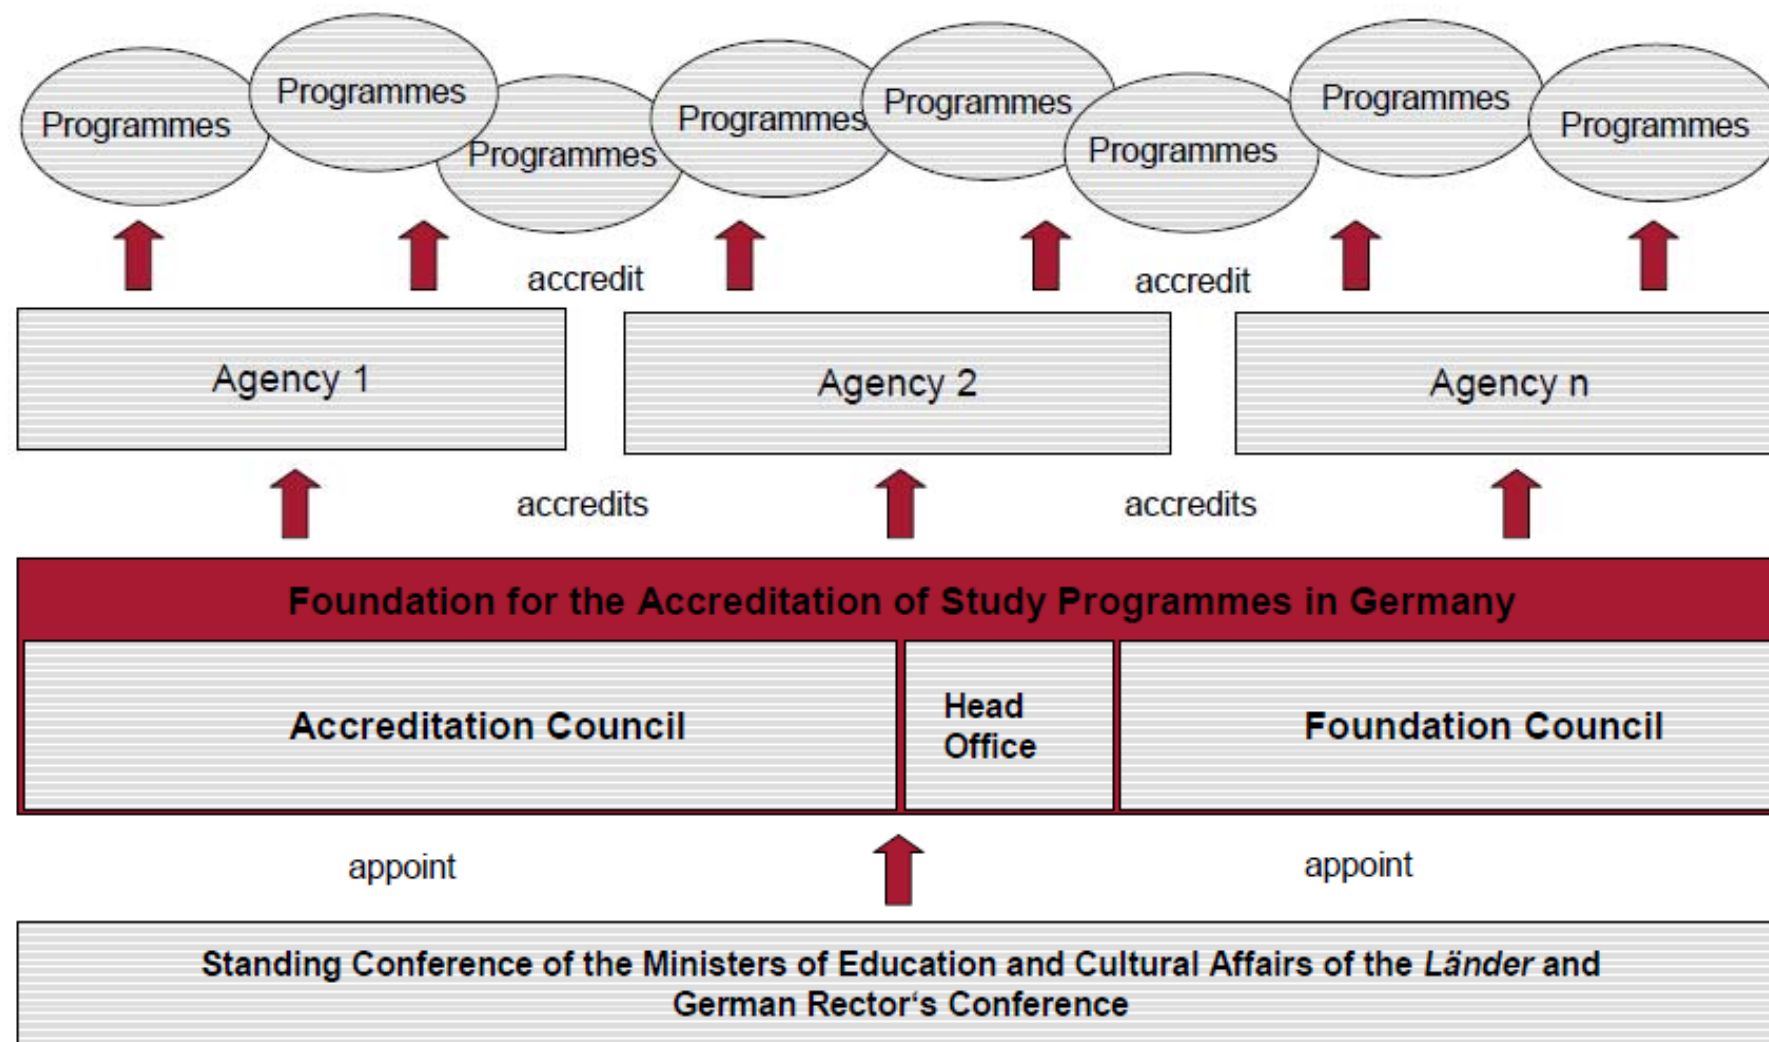 Programmes
Programmes
Programmes
Programmes
Programmes
Programmes
Programmes
Programmes
accredit
accredit
Agency 1
Agency 2
Agency n
accredits
accredits
Foundation for the Accreditation of Study Programmes in Germany
Accreditation Council
Head
Office
Foundation Council
appoint
appoint
Standing Conference of the Ministers of Education and Cultural Affairs of the Länder and
German Rector‘s Conference